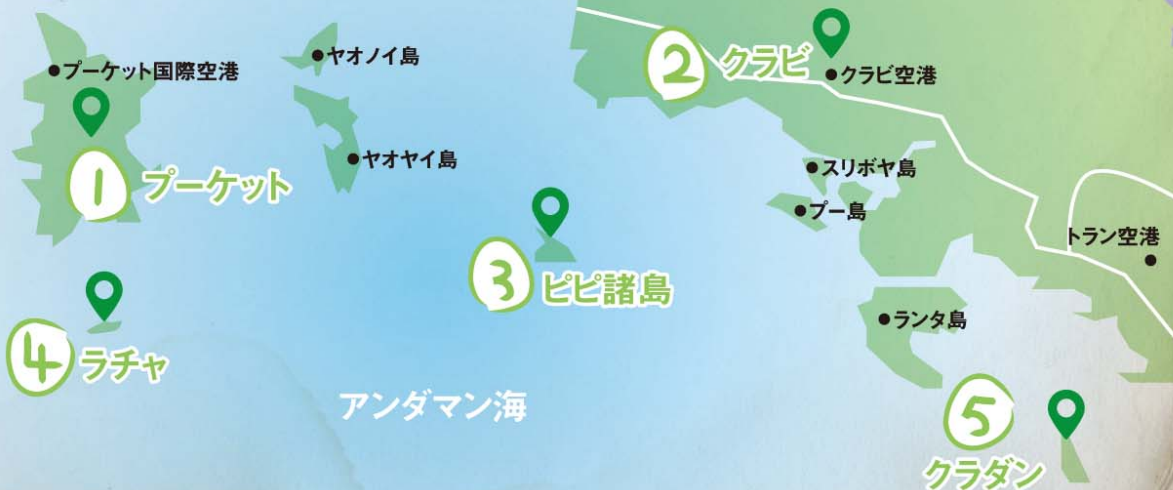 プーケット国際空港
1 プーケット
ヤオノイ島
ヤオヤイ島
2 クラビ
クラビ空港
スリボヤ島
プー島
トラン空港
3 ピピ諸島
ランタ島
4 ラチャ
アンダマン海
5
クラダン